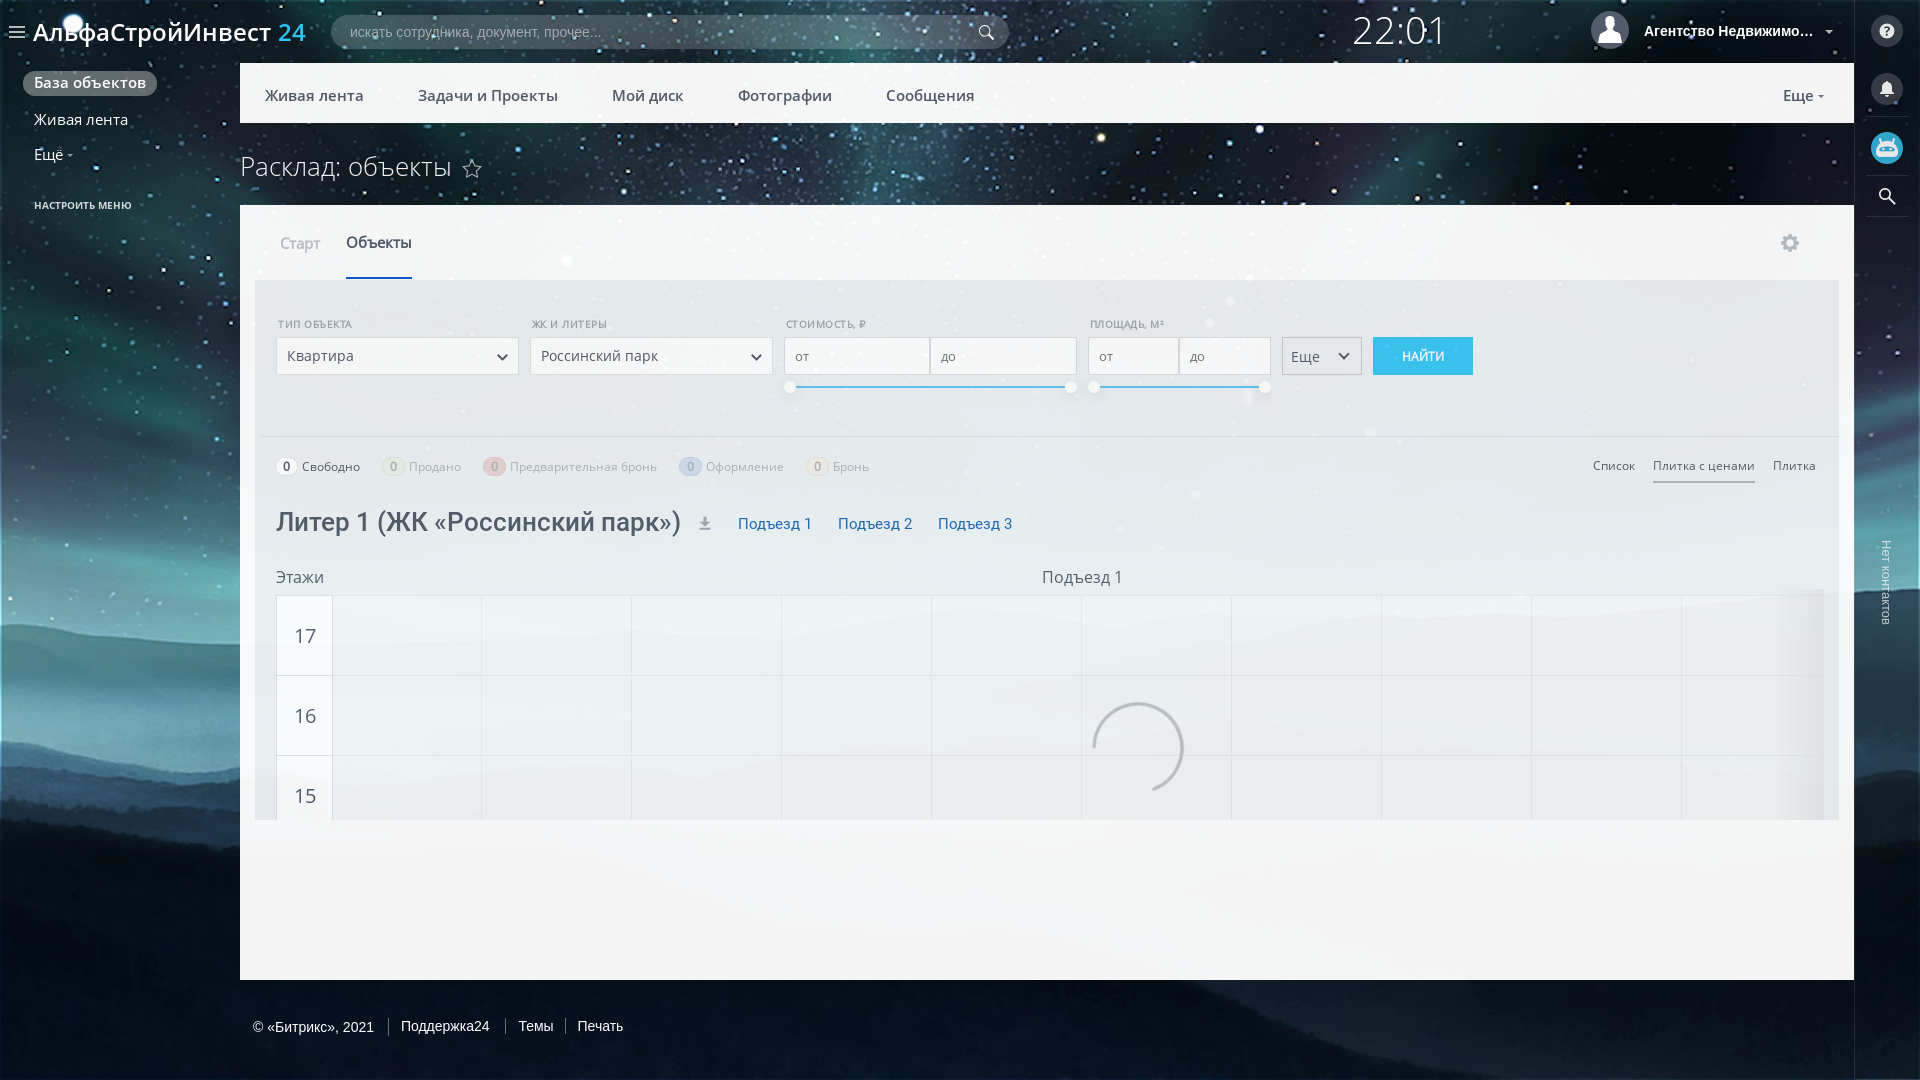 АльфаСтройИнвест 24
искать сотрудника, документ, прочее...
22:01
Агентство Недвижимо...
База объектов
Живая лента
Ещё
НАСТРОИТЬ МЕНЮ
Живая лента Задачи и Проекты Мой диск Фотографии Сообщения Еще
Расклад: объекты
Старт Объекты
ТИП ОБЪЕКТА ЖК И ЛИТЕРЫ СТОИМОСТЬ, ₽ ПЛОЩАДЬ, М²
Квартира Россинский парк от до от до Еще НАЙТИ
0 Свободно 0 Продано 0 Предварительная бронь 0 Оформление 0 Бронь
Список Плитка с ценами Плитка
Литер 1 (ЖК «Россинский парк») Подъезд 1 Подъезд 2 Подъезд 3
Этажи Подъезд 1
17
16
15
Нет контактов
© «Битрикс», 2021 Поддержка24 Темы Печать